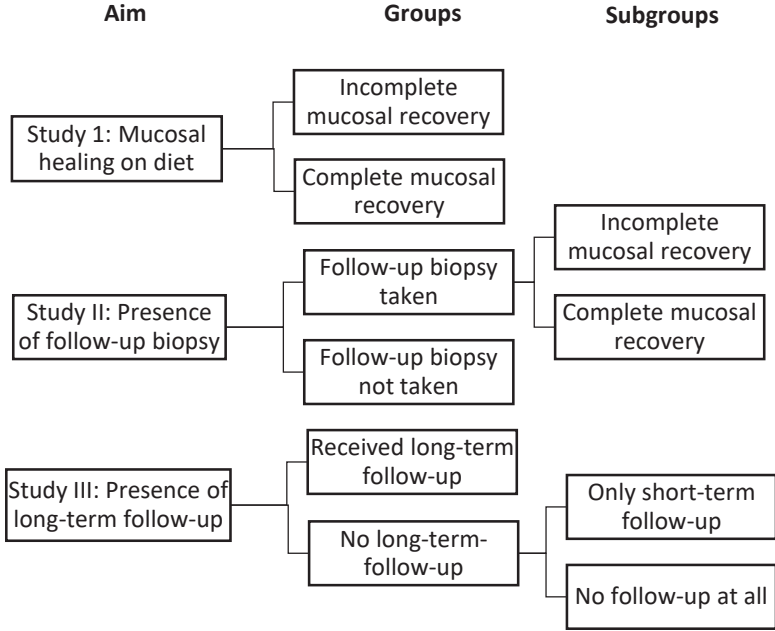 Aim
Groups
Subgroups
Study 1: Mucosal
healing on diet
Incomplete
mucosal recovery
Complete mucosal
recovery
Study II: Presence
of follow-up biopsy
Follow-up biopsy
taken
Incomplete
mucosal recovery
Complete mucosal
recovery
Follow-up biopsy
not taken
Study III: Presence of
long-term follow-up
Received long-term
follow-up
No long-term-
follow-up
Only short-term
follow-up
No follow-up at all